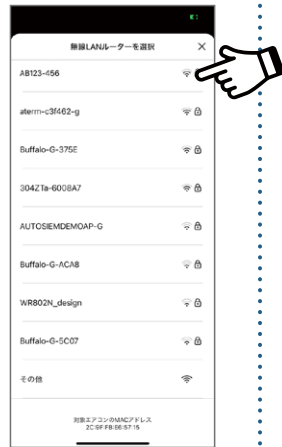 無線LANルーターを選択
AB123-456
aterm-c3f462-g
Buffalo-G-375E
304ZTa-6008A7
AUTOSIEMDEMOAP-G
Buffalo-G-ACA8
WR802N_design
Buffalo-G-5C07
その他
対象エアコンのMACアドレス
2C:9F:FB:86:57:15